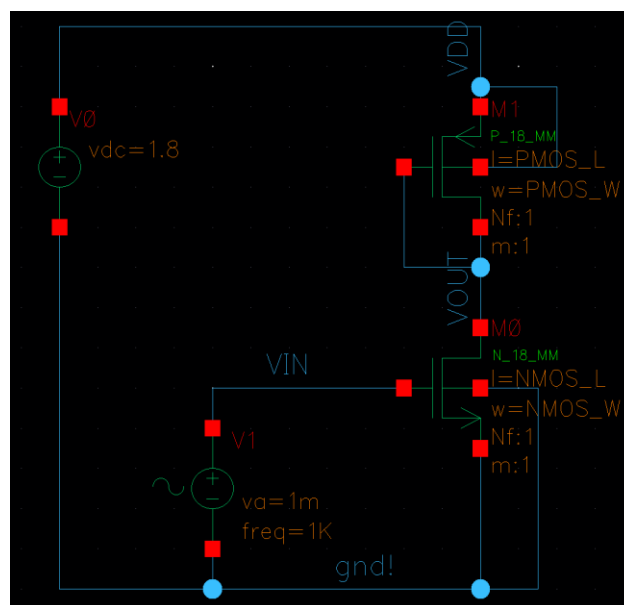 VDD
V0
vdc=1.8
M1
P_18_MM
l=PMOS_L
w=PMOS_W
Nf:1
m:1
VOUT
M0
N_18_MM
l=NMOS_L
w=NMOS_W
Nf:1
m:1
VIN
V1
va=1m
freq=1K
gnd!